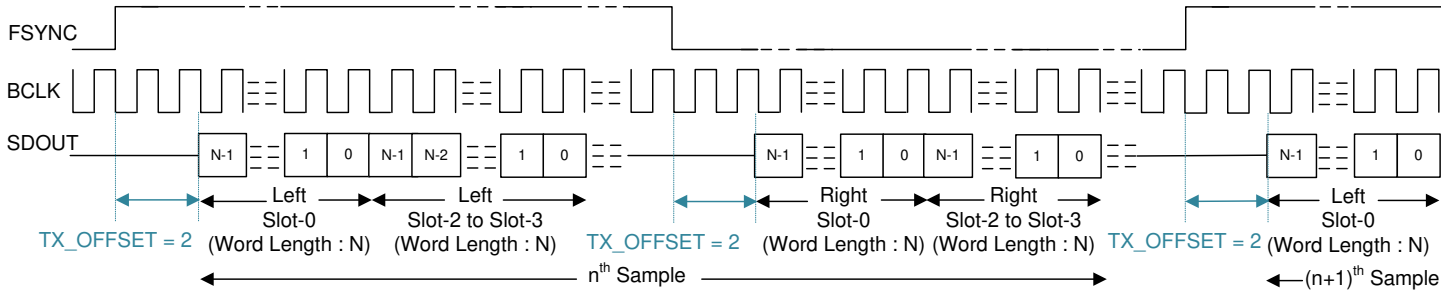 FSYNC
BCLK
SDOUT
N-1 1 0 N-1 N-2 1 0 N-1 1 0 N-1 1 0 N-1 1 0
TX_OFFSET = 2
Left
Slot-0
(Word Length : N)
Left
Slot-2 to Slot-3
(Word Length : N)
TX_OFFSET = 2
Right
Slot-0
(Word Length : N)
Right
Slot-2 to Slot-3
(Word Length : N)
TX_OFFSET = 2
Left
Slot-0
(Word Length : N)
nth Sample
(n+1)th Sample